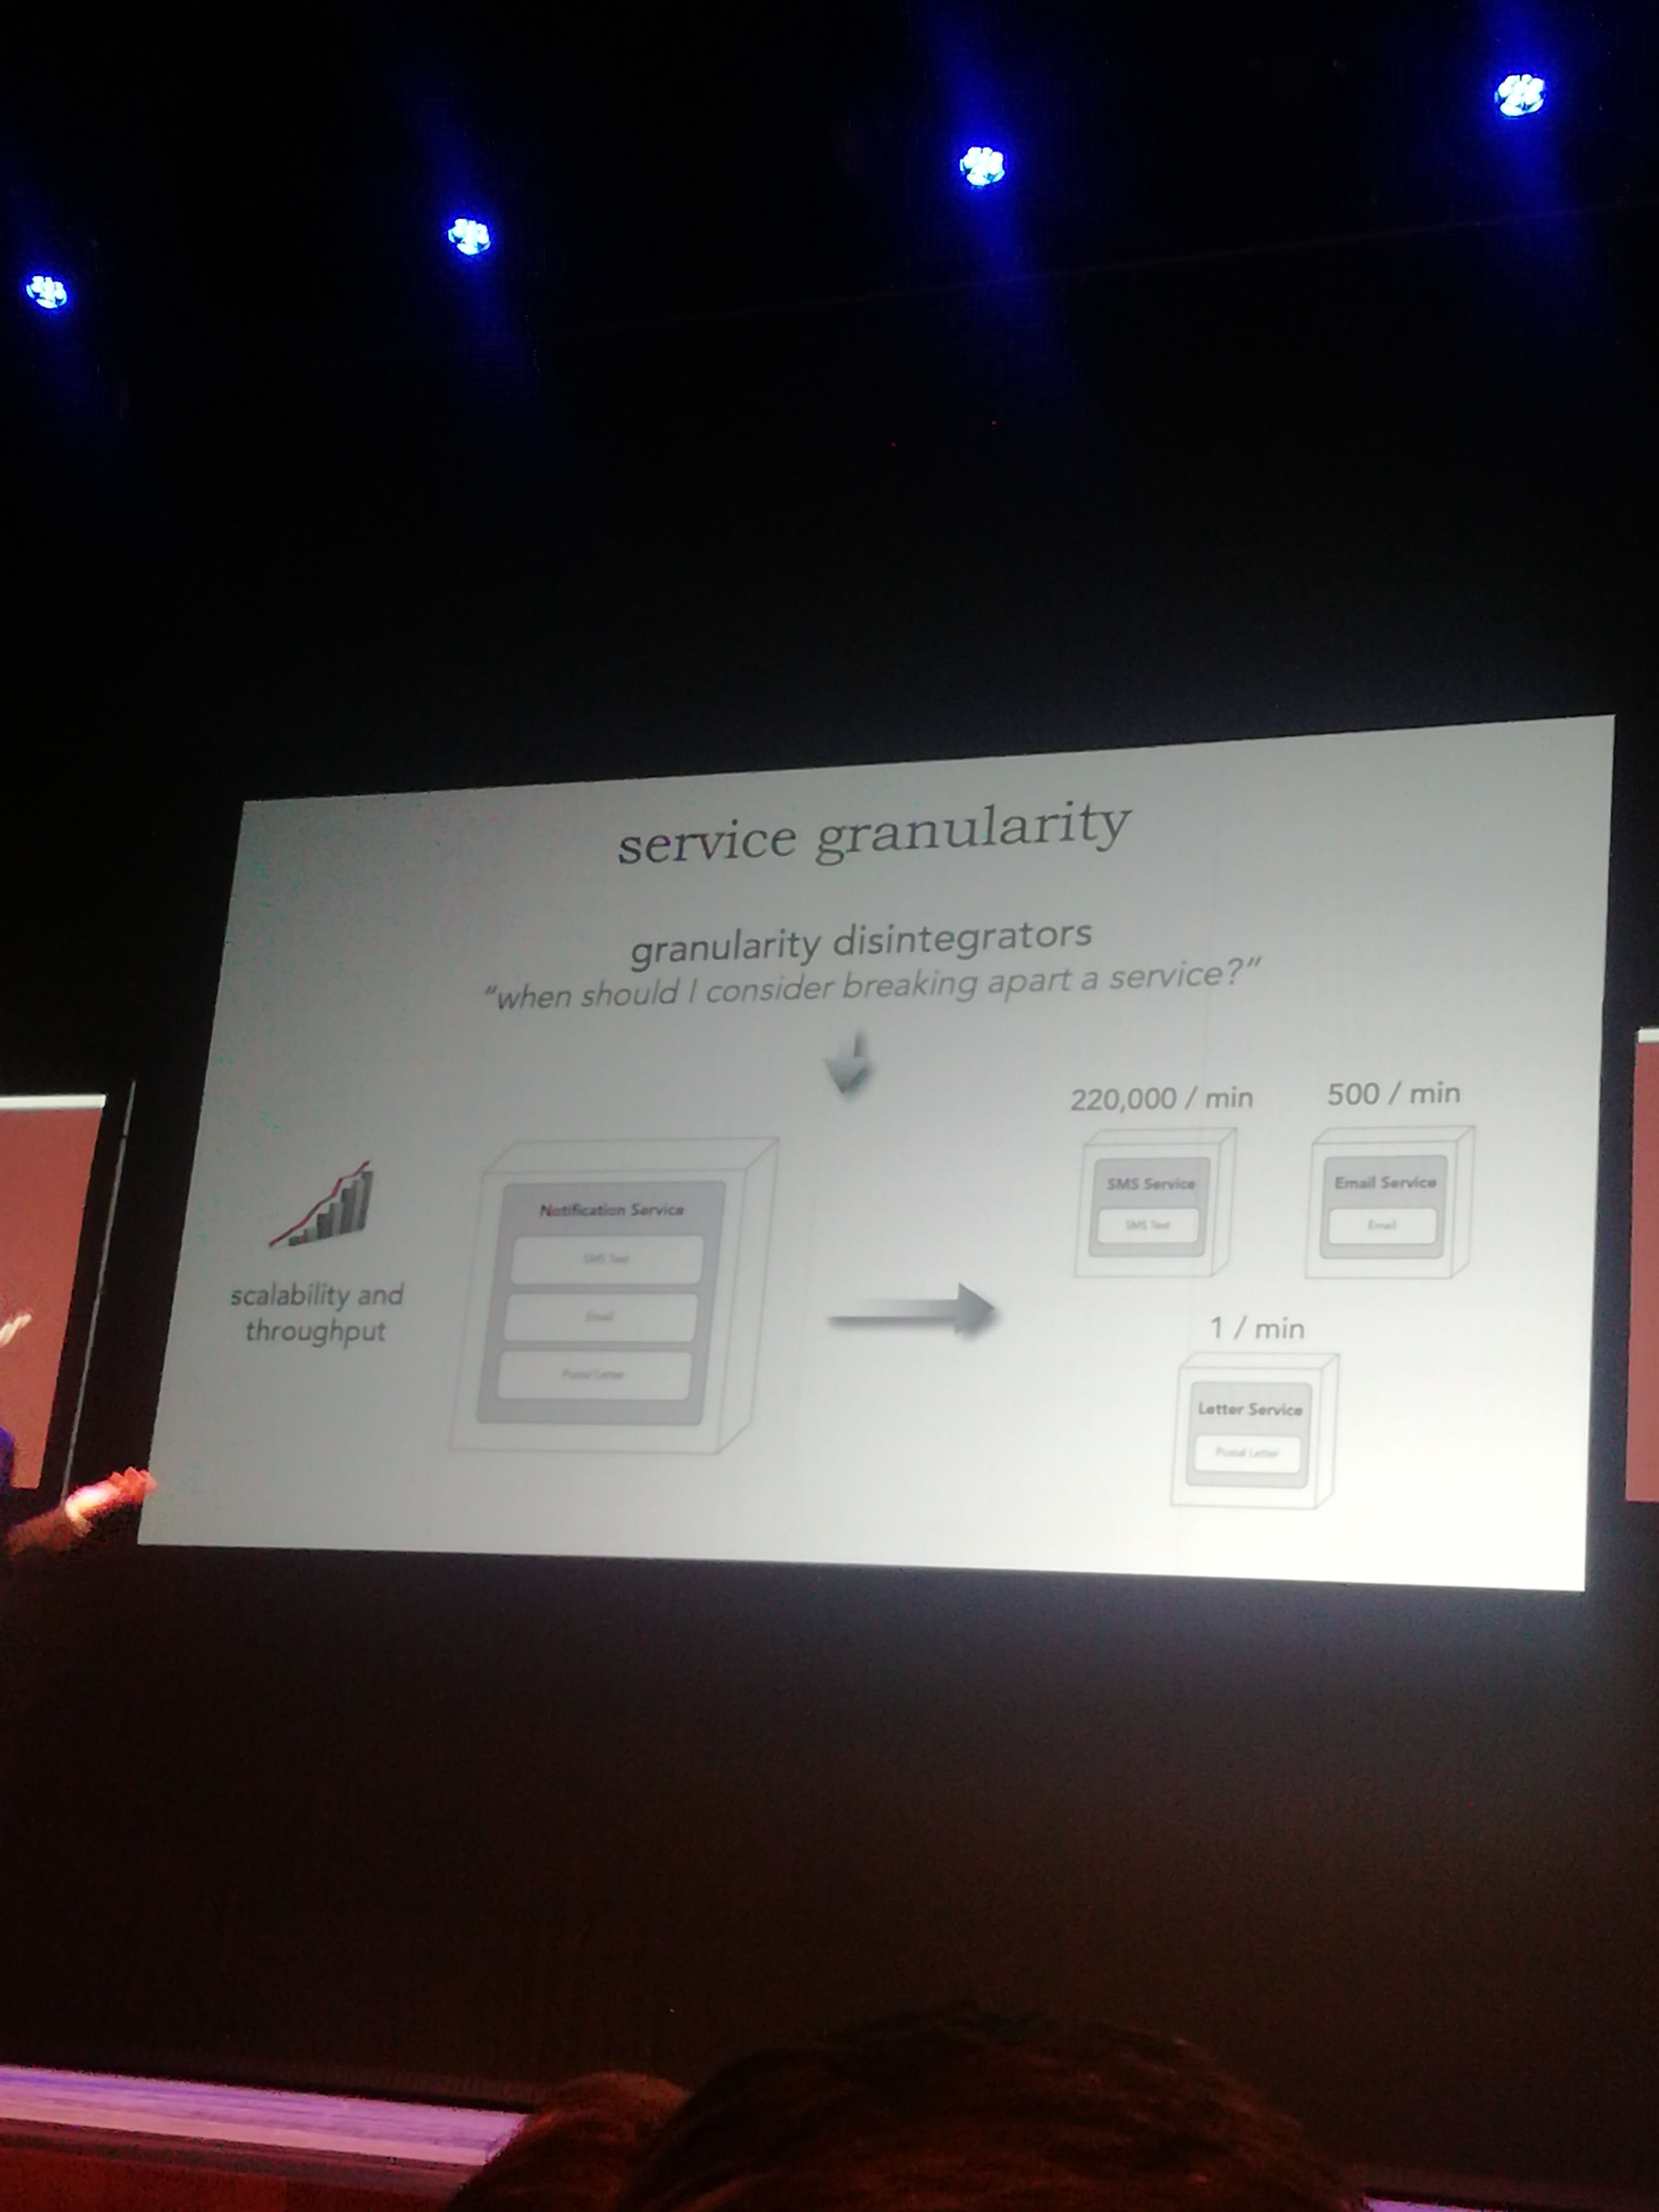 service granularity
granularity disintegrators
“when should I consider breaking apart a service?”
scalability and
throughput
Notification Service
SMS Text
Email
Postal Letter
220,000 / min
SMS Service
SMS Text
500 / min
Email Service
Email
1 / min
Letter Service
Postal Letter